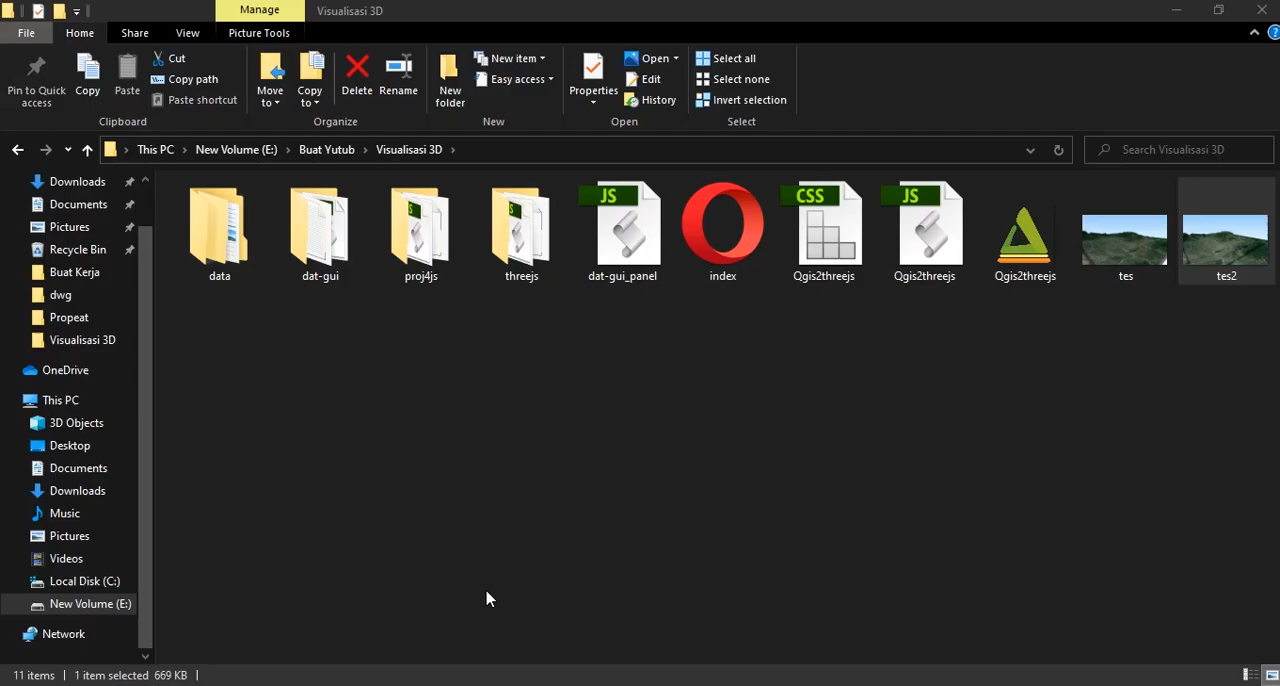 Manage
Visualisasi 3D
File
Home
Share
View
Picture Tools
Pin to Quick access
Copy
Paste
Cut
Copy path
Paste shortcut
Clipboard
Move to
Copy to
Delete
Rename
Organize
New folder
New item
Easy access
New
Properties
Open
Edit
History
Open
Select all
Select none
Invert selection
Select
This PC
New Volume (E:)
Buat Yutub
Visualisasi 3D
Search Visualisasi 3D
Downloads
Documents
Pictures
Recycle Bin
Buat Kerja
dwg
Propeat
Visualisasi 3D
OneDrive
This PC
3D Objects
Desktop
Documents
Downloads
Music
Pictures
Videos
Local Disk (C:)
New Volume (E:)
Network
data
dat-gui
JS
proj4js
JS
threejs
JS
dat-gui_panel
index
CSS
Qgis2threejs
JS
Qgis2threejs
Qgis2threejs
tes
tes2
11 items
1 item selected 669 KB